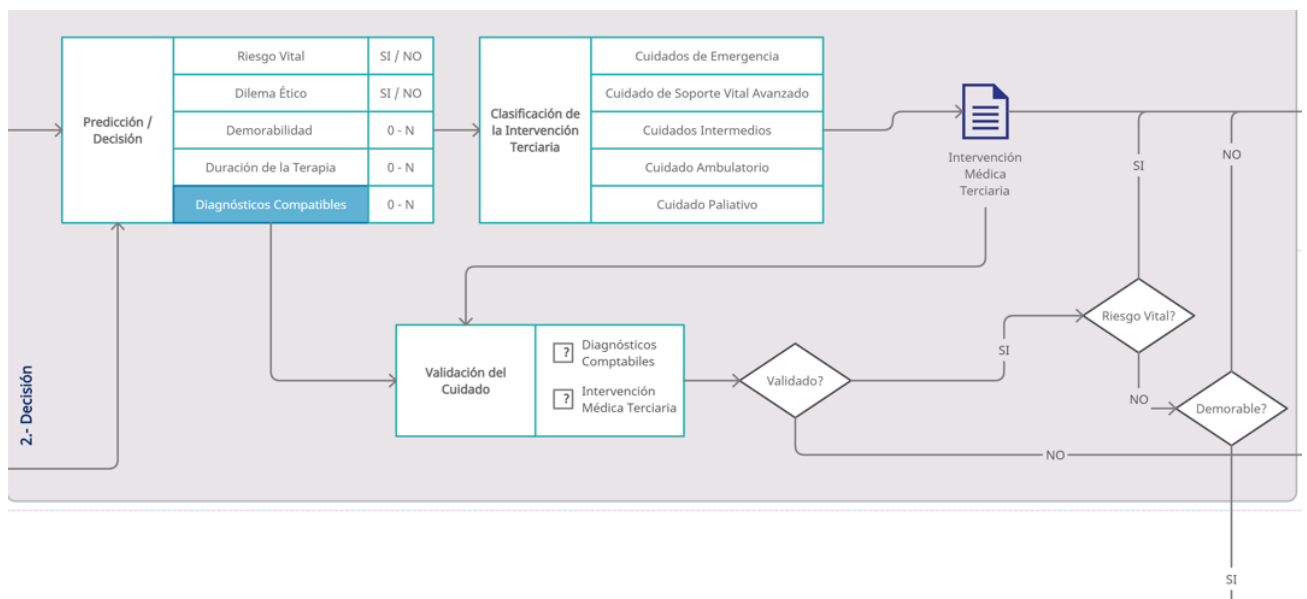 Predicción /
Decisión
Riesgo Vital
SI / NO
Dilema Ético
SI / NO
Demorabilidad
0 - N
Duración de la Terapia
0 - N
Diagnósticos Compatibles
0 - N
Clasificación de
la Intervención
Terciaria
Cuidados de Emergencia
Cuidado de Soporte Vital Avanzado
Cuidados Intermedios
Cuidado Ambulatorio
Cuidado Paliativo
Intervención
Médica
Terciaria
SI
NO
Riesgo Vital?
Validación del
Cuidado
? Diagnósticos
Comptabiles
? Intervención
Médica Terciaria
Validado?
SI
NO
Demorable?
NO
2.- Decisión
SI